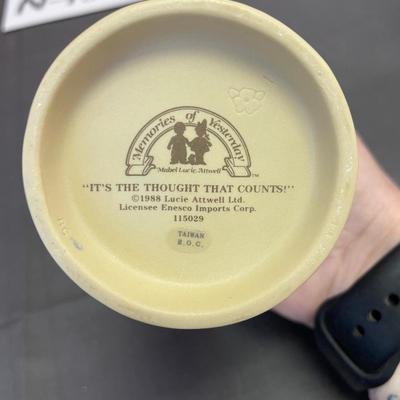 Memories of Yesterday
Mabel Lucie Attwell ™
"IT'S THE THOUGHT THAT COUNTS!"
©1988 Lucie Attwell Ltd.
Licensee Enesco Imports Corp.
115029
TAIWAN
R.O.C.